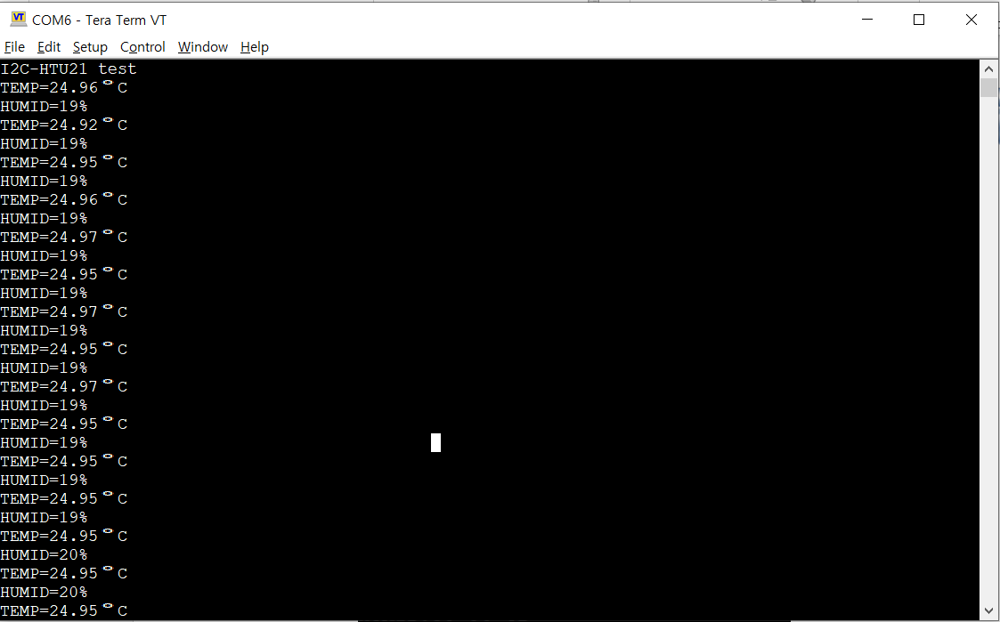 VT COM6 - Tera Term VT
File Edit Setup Control Window Help
I2C-HTU21 test
TEMP=24.96°C
HUMID=19%
TEMP=24.92°C
HUMID=19%
TEMP=24.95°C
HUMID=19%
TEMP=24.96°C
HUMID=19%
TEMP=24.97°C
HUMID=19%
TEMP=24.95°C
HUMID=19%
TEMP=24.97°C
HUMID=19%
TEMP=24.95°C
HUMID=19%
TEMP=24.97°C
HUMID=19%
TEMP=24.95°C
HUMID=19%
TEMP=24.95°C
HUMID=19%
TEMP=24.95°C
HUMID=19%
TEMP=24.95°C
HUMID=20%
TEMP=24.95°C
HUMID=20%
TEMP=24.95°C